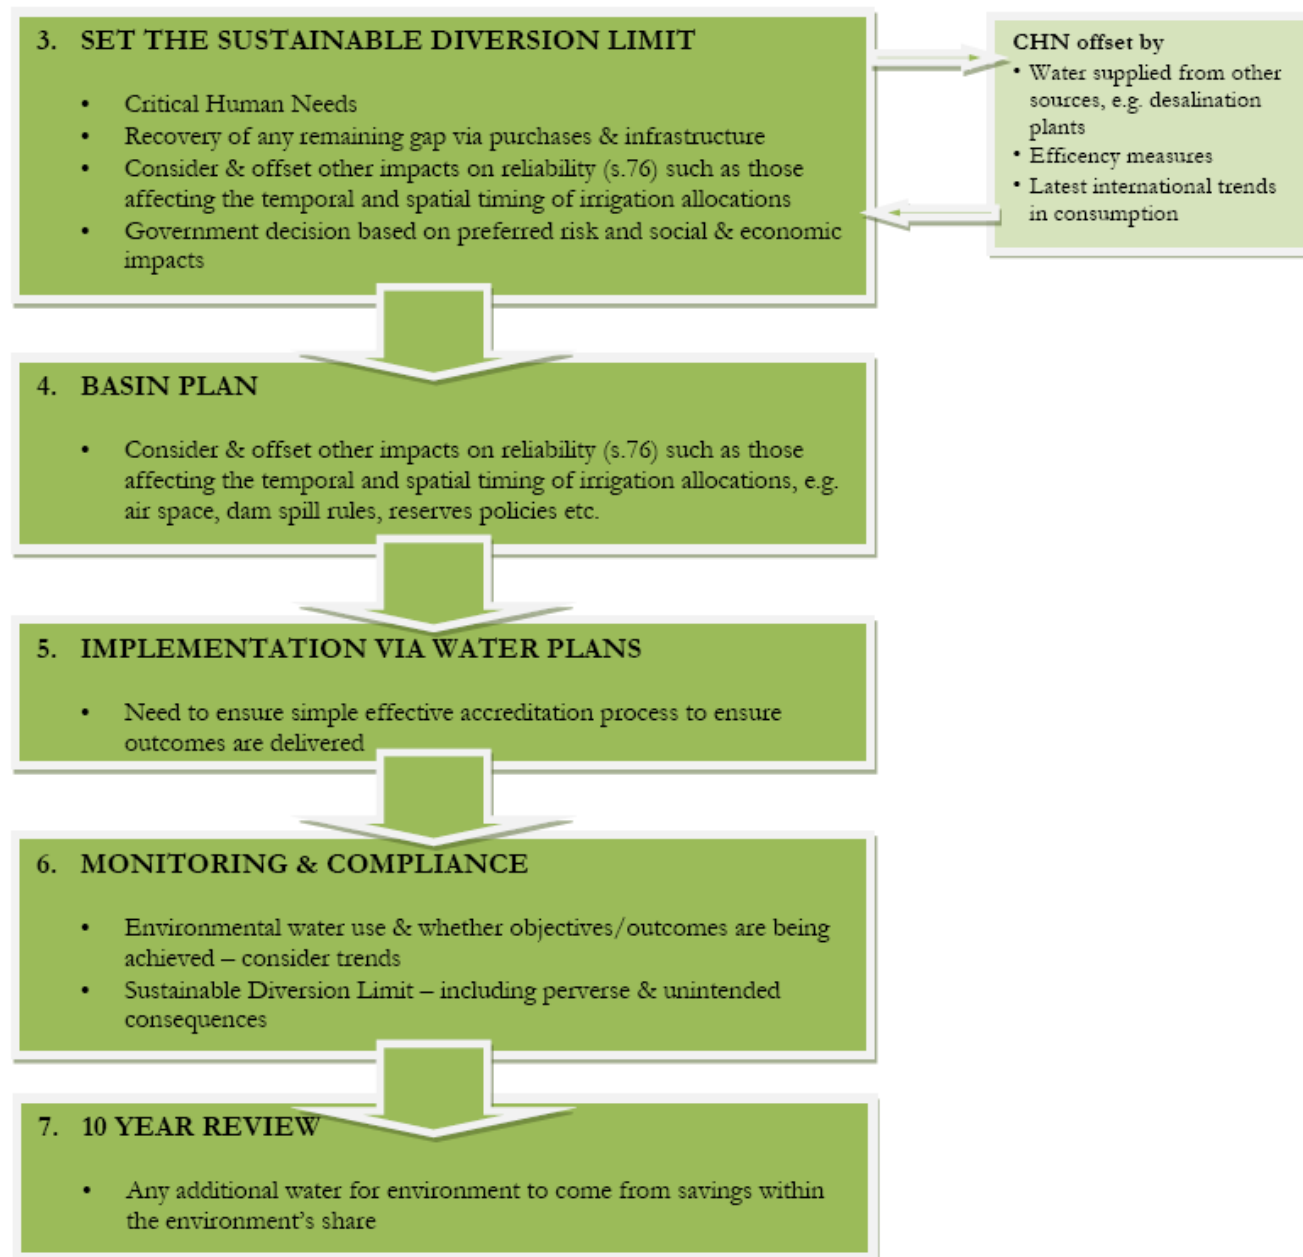 3. SET THE SUSTAINABLE DIVERSION LIMIT
• Critical Human Needs
• Recovery of any remaining gap via purchases & infrastructure
• Consider & offset other impacts on reliability (s.76) such as those
affecting the temporal and spatial timing of irrigation allocations
• Government decision based on preferred risk and social & economic
impacts
CHN offset by
• Water supplied from other
sources, e.g. desalination
plants
• Efficency measures
• Latest international trends
in consumption
4. BASIN PLAN
• Consider & offset other impacts on reliability (s.76) such as those
affecting the temporal and spatial timing of irrigation allocations, e.g.
air space, dam spill rules, reserves policies etc.
5. IMPLEMENTATION VIA WATER PLANS
• Need to ensure simple effective accreditation process to ensure
outcomes are delivered
6. MONITORING & COMPLIANCE
• Environmental water use & whether objectives/outcomes are being
achieved – consider trends
• Sustainable Diversion Limit – including perverse & unintended
consequences
7. 10 YEAR REVIEW
• Any additional water for environment to come from savings within
the environment's share